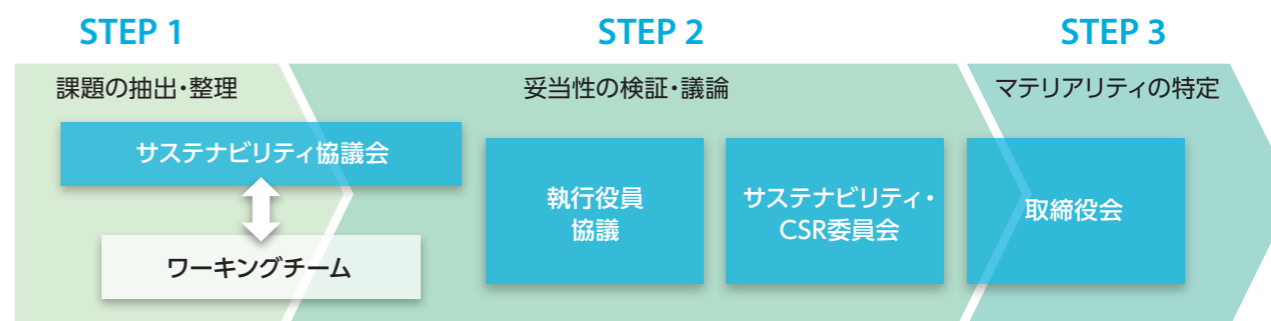 STEP 1
STEP 2
STEP 3
課題の抽出・整理
妥当性の検証・議論
マテリアリティの特定
サステナビリティ協議会
ワーキングチーム
執行役員
協議
サステナビリティ・
CSR委員会
取締役会